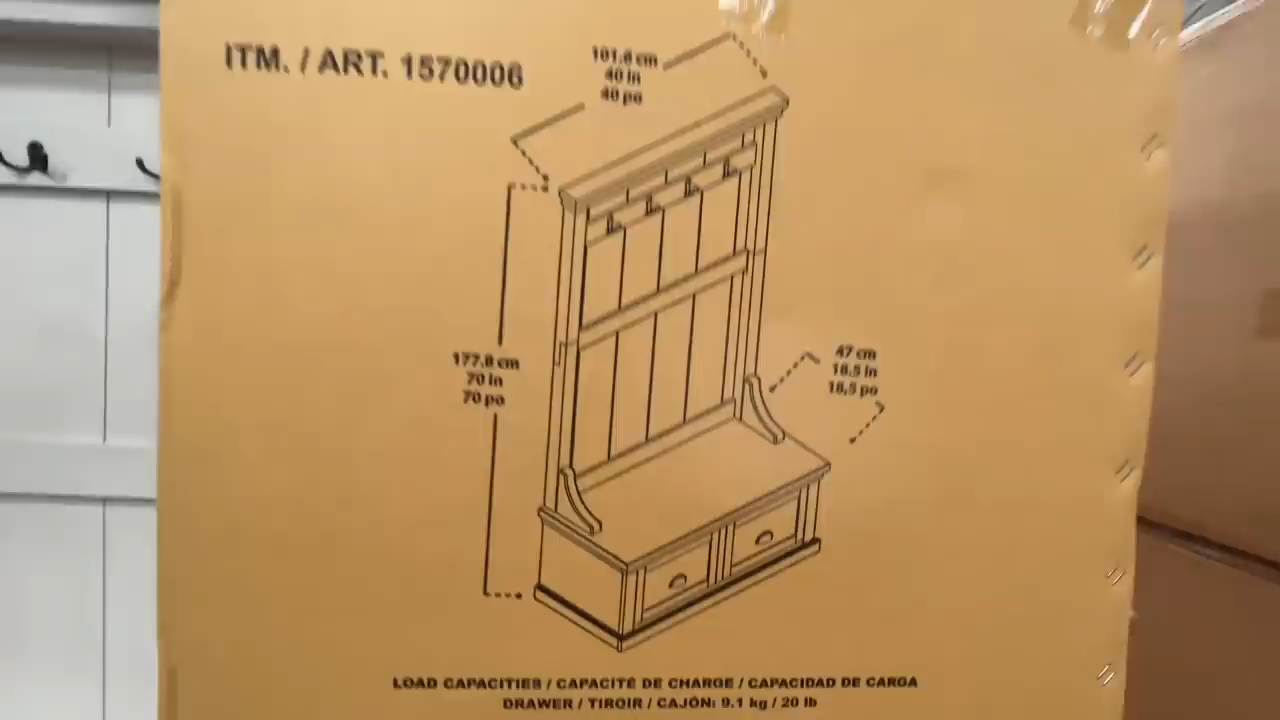 ITM. / ART. 1570006
101,6 cm
40 in
40 po
177,8 cm
70 in
70 po
47 cm
18.5 in
18,5 po
LOAD CAPACITIES / CAPACITÉ DE CHARGE / CAPACIDAD DE CARGA
DRAWER / TIROIR / CAJÓN: 9.1 kg / 20 lb